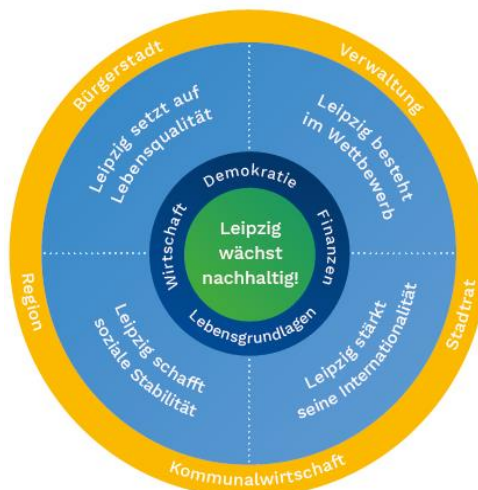 Bürgerstadt
Verwaltung
Leipzig setzt auf
Lebensqualität
Leipzig besteht
im Wettbewerb
Demokratie
Wirtschaft
Finanzen
Leipzig
wächst
nachhaltig!
Lebensgrundlagen
Region
Stadtrat
Leipzig schafft
soziale Stabilität
Leipzig stärkt
seine Internationalität
Kommunalwirtschaft